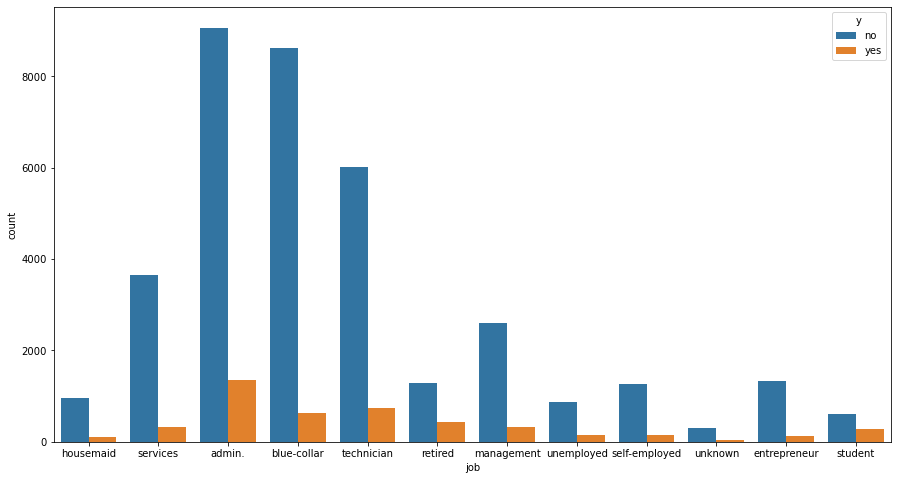 y
no
yes
8000
6000
4000
2000
0
count
housemaid services admin. blue-collar technician retired management unemployed self-employed unknown entrepreneur student
job